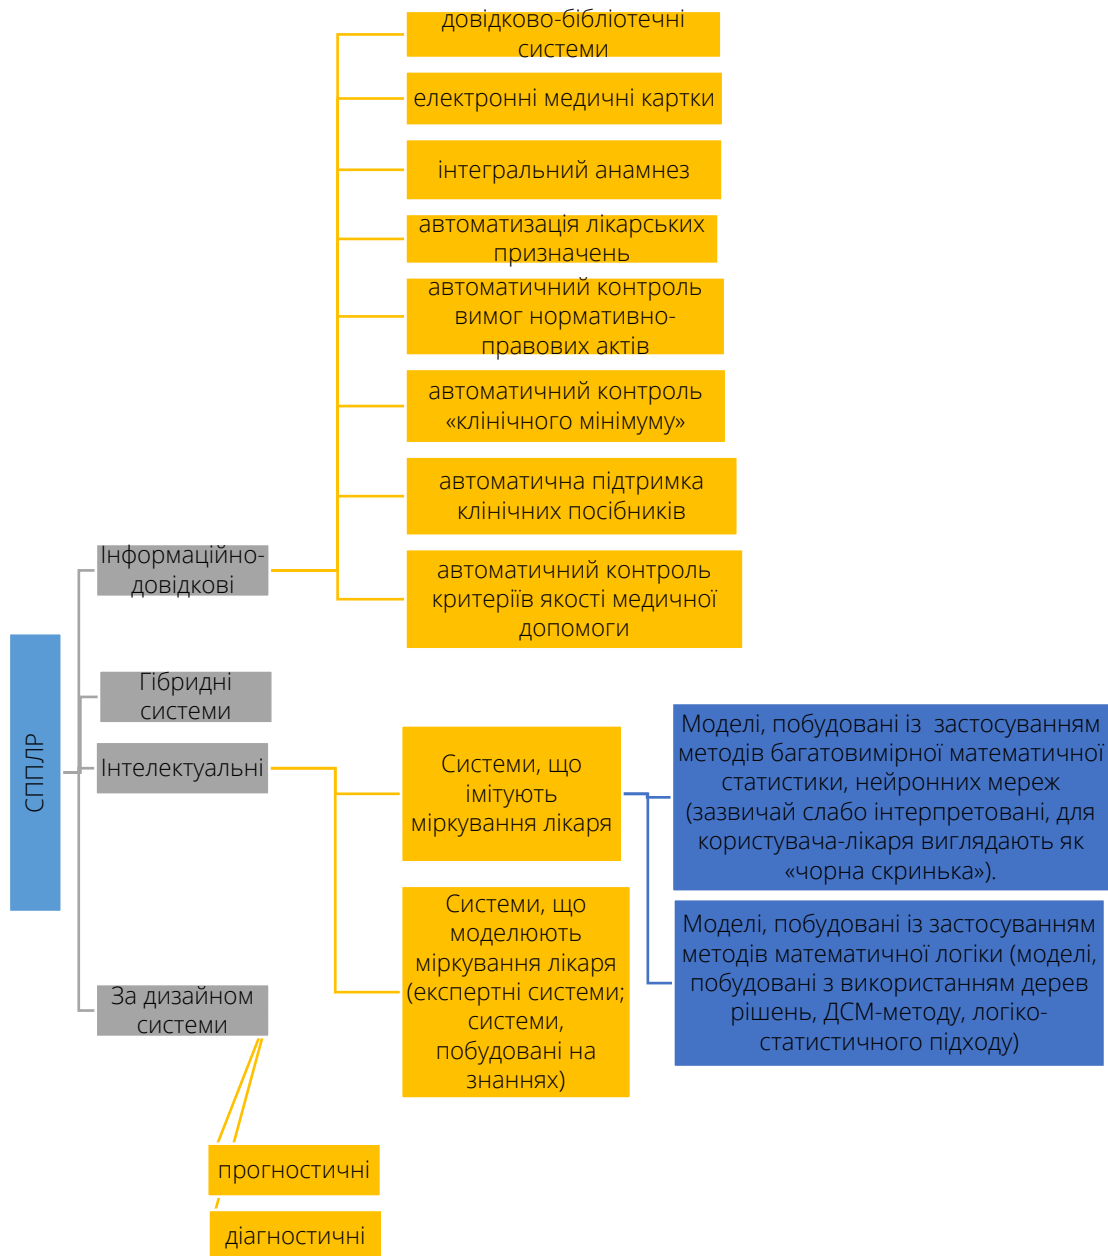 довідково-бібліотечні
системи
електронні медичні картки
інтегральний анамнез
автоматизація лікарських
призначень
автоматичний контроль
вимог нормативно-
правових актів
автоматичний контроль
«клінічного мінімуму»
автоматична підтримка
клінічних посібників
автоматичний контроль
критеріїв якості медичної
допомоги
Інформаційно-
довідкові
СППЛР
Гібридні
системи
Інтелектуальні
Системи, що
імітують
міркування лікаря
Моделі, побудовані із застосуванням
методів багатовимірної математичної
статистики, нейронних мереж
(зазвичай слабо інтерпретовані, для
користувача-лікаря виглядають як
«чорна скринька»).
Системи, що
моделюють
міркування лікаря
(експертні системи;
системи,
побудовані на
знаннях)
Моделі, побудовані із застосуванням
методів математичної логіки (моделі,
побудовані з використанням дерев
рішень, ДСМ-методу, логіко-
статистичного підходу)
За дизайном
системи
прогностичні
діагностичні